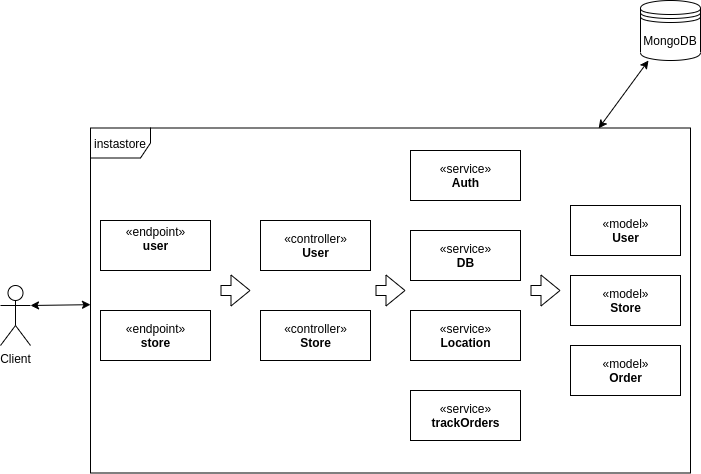 MongoDB
instastore
«endpoint»
user
«endpoint»
store
«controller»
User
«controller»
Store
«service»
Auth
«service»
DB
«service»
Location
«service»
trackOrders
«model»
User
«model»
Store
«model»
Order
Client